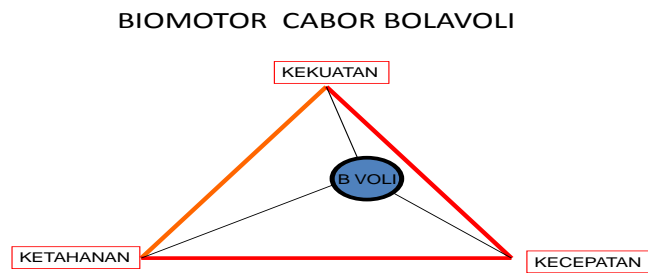 BIOMOTOR CABOR BOLAVOLI
KEKUATAN
B VOLI
KETAHANAN
KECEPATAN